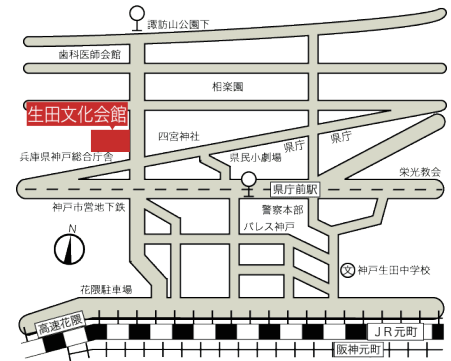 諏訪山公園下
歯科医師会館
相楽園
生田文化会館
四宮神社
県庁
県庁
兵庫県神戸総合庁舎
県民小劇場
栄光教会
県庁前駅
神戸市営地下鉄
警察本部
パレス神戸
N
文
神戸生田中学校
花隈駐車場
高速花隈
JR元町
阪神元町